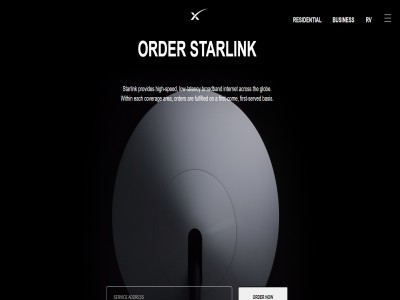 RESIDENTIAL BUSINESS RV
ORDER STARLINK
Starlink provides high-speed, low-latency broadband internet across the globe.
Within each coverage area, orders are fulfilled on a first-come, first-served basis.
SERVICE ADDRESS ORDER NOW